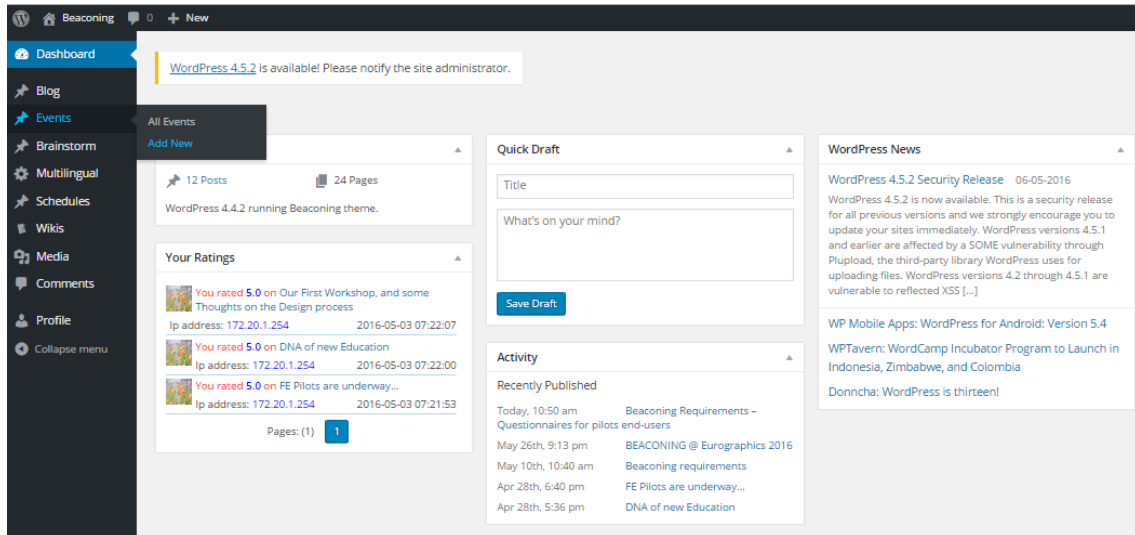 Beaconing 0 New
Dashboard
Blog
Events
Brainstorm
Multilingual
Schedules
Wikis
Media
Comments
Profile
Collapse menu
All Events
Add New
WordPress 4.5.2 is available! Please notify the site administrator.
12 Posts 24 Pages
WordPress 4.4.2 running Beaconing theme.
Your Ratings
You rated 5.0 on Our First Workshop, and some
Thoughts on the Design process
Ip address: 172.20.1.254 2016-05-03 07:22:07
You rated 5.0 on DNA of new Education
Ip address: 172.20.1.254 2016-05-03 07:22:00
You rated 5.0 on FE Pilots are underway...
Ip address: 172.20.1.254 2016-05-03 07:21:53
Pages: (1) 1
Quick Draft
Title
What's on your mind?
Save Draft
Activity
Recently Published
Today, 10:50 am Beaconing Requirements –
Questionnaires for pilots end-users
May 26th, 9:13 pm BEACONING @ Eurographics 2016
May 10th, 10:40 am Beaconing requirements
Apr 28th, 6:40 pm FE Pilots are underway...
Apr 28th, 5:36 pm DNA of new Education
WordPress News
WordPress 4.5.2 Security Release 06-05-2016
WordPress 4.5.2 is now available. This is a security release
for all previous versions and we strongly encourage you to
update your sites immediately. WordPress versions 4.5.1
and earlier are affected by a SOME vulnerability through
Plupload, the third-party library WordPress uses for
uploading files. WordPress versions 4.2 through 4.5.1 are
vulnerable to reflected XSS […]
WP Mobile Apps: WordPress for Android: Version 5.4
WPTavern: WordCamp Incubator Program to Launch in
Indonesia, Zimbabwe, and Colombia
Donncha: WordPress is thirteen!